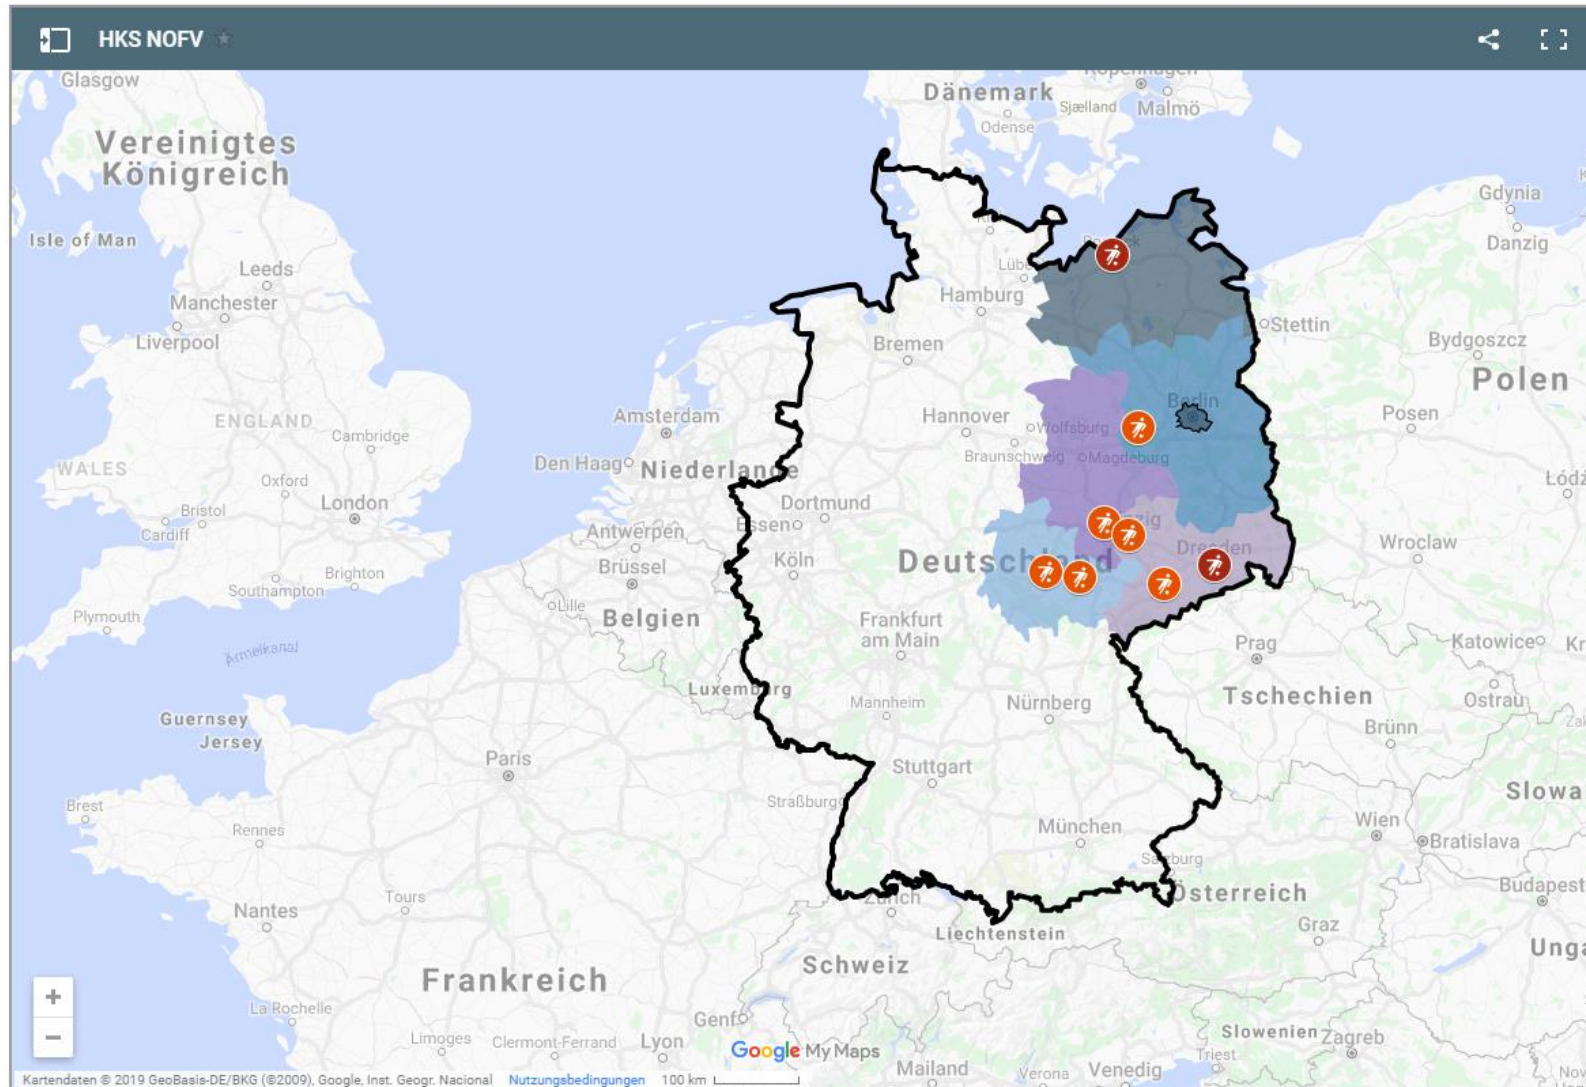 HKS NOFV
Glasgow
Vereinigtes
Königreich
Isle of Man
Leeds
Manchester
Liverpool
ENGLAND
Cambridge
WALES
Oxford
London
Bristol
Cardiff
Brighton
Southampton
Plymouth
Ärmelkanal
Guernsey
Jersey
Dänemark
Kopenhagen
Sjælland
Malmö
Odense
Gdynia
Danzig
Hamburg
Stettin
Bremen
Bydgoszcz
Polen
Amsterdam
Hannover
Wolfsburg
Berlin
Posen
Braunschweig
Magdeburg
Den Haag
Niederlande
Dortmund
Essen
Antwerpen
Köln
Deutschland
Dresden
Wroclaw
Brüssel
Lille
Belgien
Frankfurt
am Main
Prag
Katowice
Luxemburg
Mannheim
Nürnberg
Tschechien
Ostrau
Brünn
Paris
Stuttgart
Straßburg
Brest
Rennes
München
Wien
Bratislava
Salzburg
Österreich
Budapest
Tours
Nantes
Zürich
Liechtenstein
Graz
Schweiz
Frankreich
La Rochelle
Genf
Limoges
Clermont-Ferrand
Lyon
Google My Maps
Slowenien
Zagreb
Triest
Mailand
Verona
Venedig
Kartendaten © 2019 GeoBasis-DE/BKG (©2009), Google, Inst. Geogr. Nacional
Nutzungsbedingungen
100 km